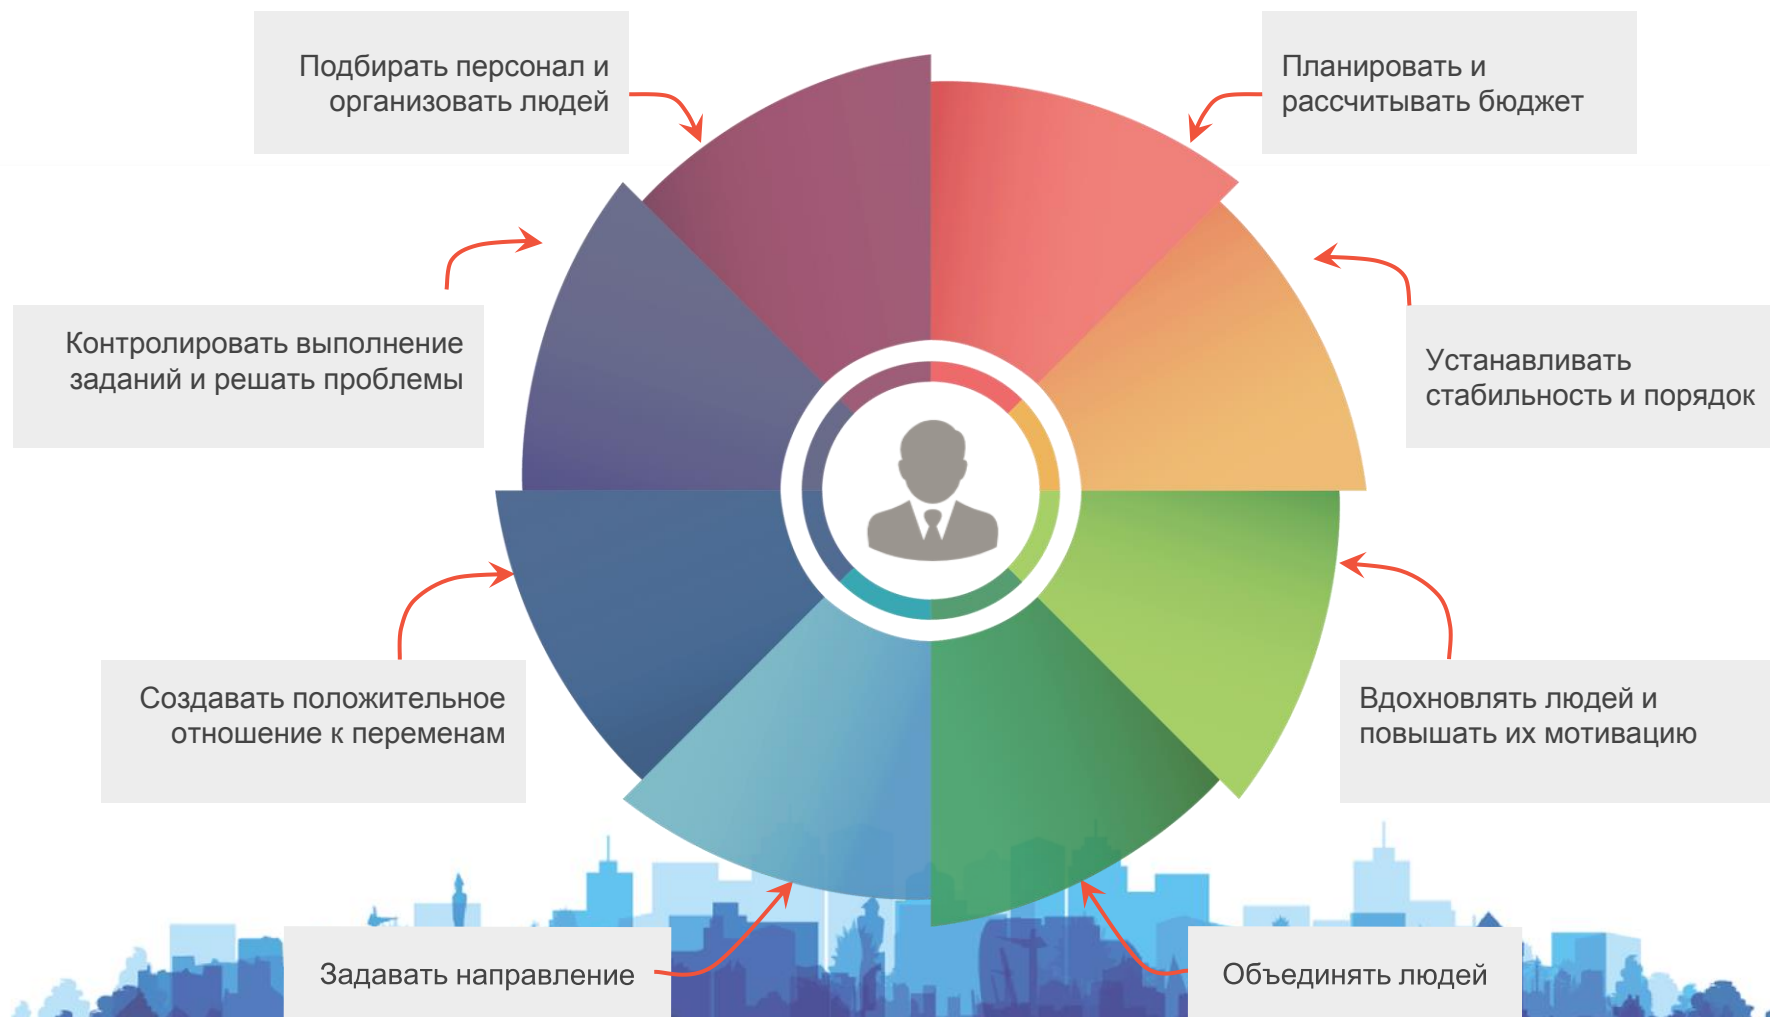 Подбирать персонал и
организовать людей
Планировать и
рассчитывать бюджет
Контролировать выполнение
заданий и решать проблемы
Устанавливать
стабильность и порядок
Создавать положительное
отношение к переменам
Вдохновлять людей и
повышать их мотивацию
Задавать направление
Объединять людей